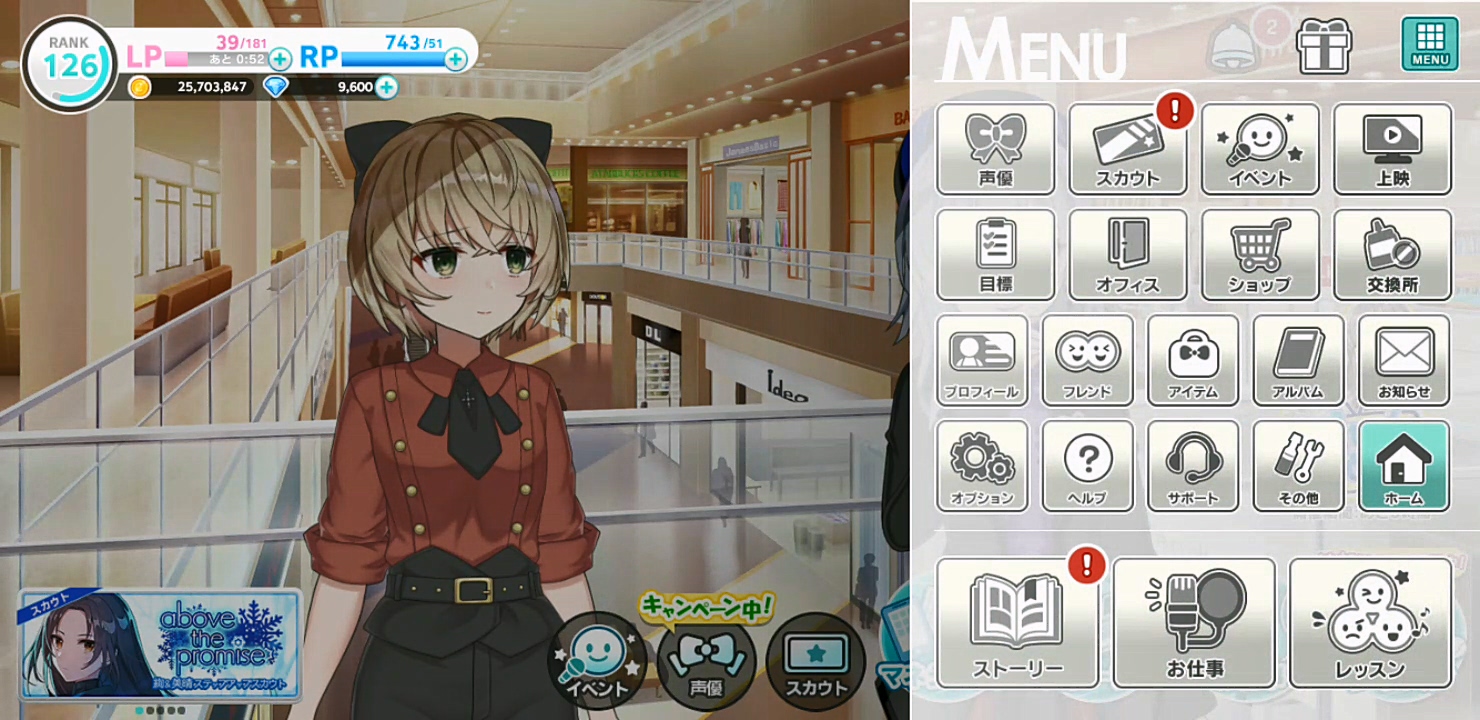 RANK
126
LP
39/181
あと 0:52
RP
743/51
25,703,847
9,600
MENU
2
MENU
声優
スカウト
!
イベント
上映
目標
オフィス
ショップ
交換所
プロフィール
フレンド
アイテム
アルバム
お知らせ
オプション
?
ヘルプ
サポート
その他
ホーム
ストーリー
!
お仕事
レッスン
Idea
スカウト
above
the
promise
キャンペーン中!
イベント
声優
スカウト